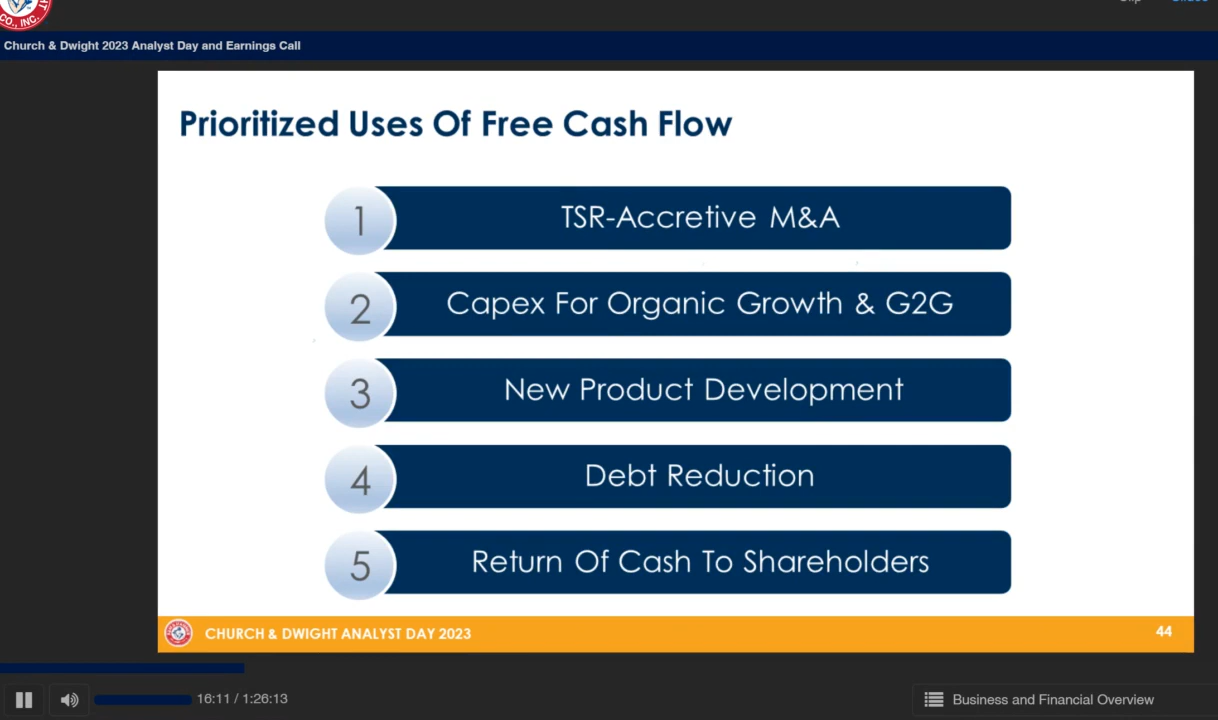 CO., INC.
Church & Dwight 2023 Analyst Day and Earnings Call
Prioritized Uses Of Free Cash Flow
1 TSR-Accretive M&A
2 Capex For Organic Growth & G2G
3 New Product Development
4 Debt Reduction
5 Return Of Cash To Shareholders
CHURCH & DWIGHT ANALYST DAY 2023 44
16:11 / 1:26:13 Business and Financial Overview